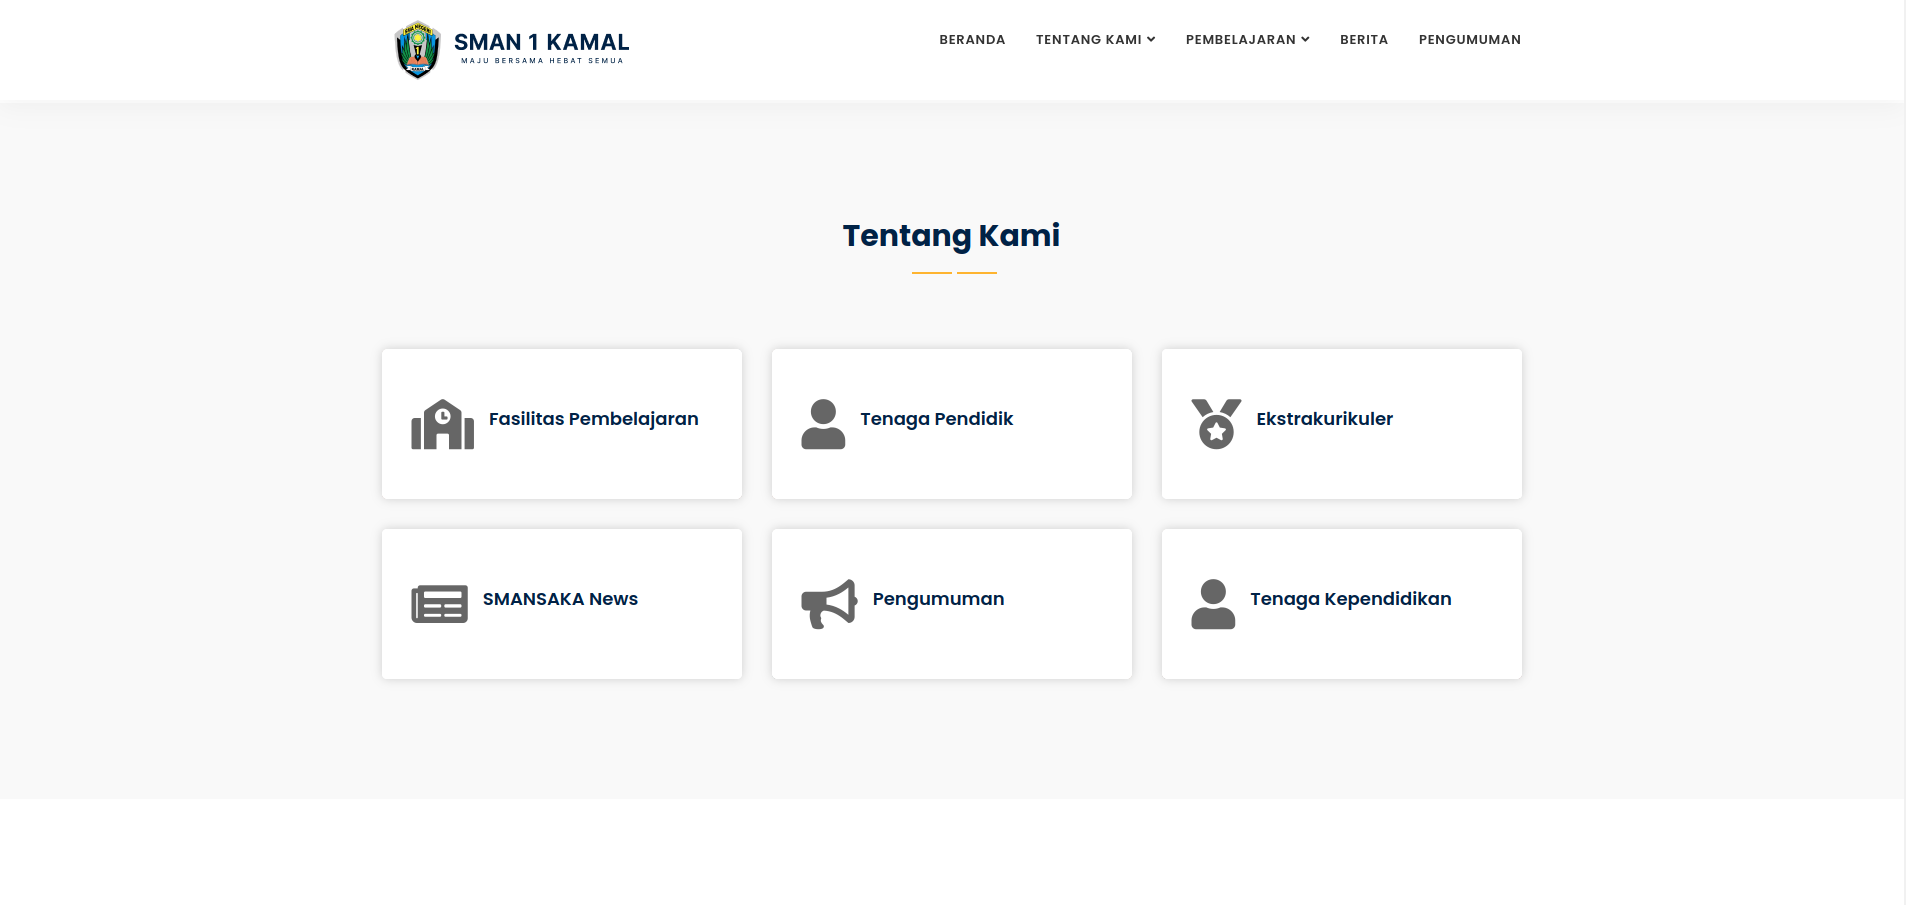 SMAN 1 KAMAL
MAJU BERSAMA HEBAT SEMUA
BERANDA
TENTANG KAMI
PEMBELAJARAN
BERITA
PENGUMUMAN
Tentang Kami
Fasilitas Pembelajaran
Tenaga Pendidik
Ekstrakurikuler
SMANSAKA News
Pengumuman
Tenaga Kependidikan